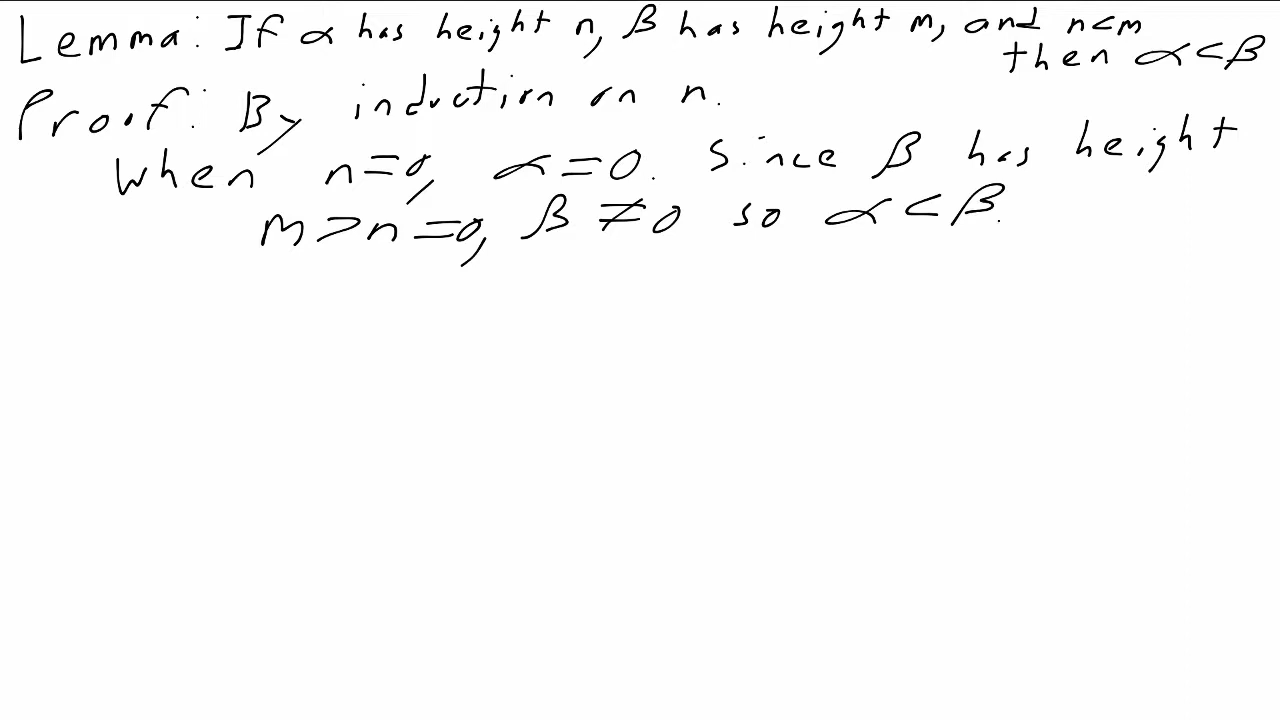 Lemma: If α has height n, β has height m, and n<m
then α<β
Proof: By induction on n.
When n=0, α=0. Since β has height
m>n=0, β≠0 so α<β.